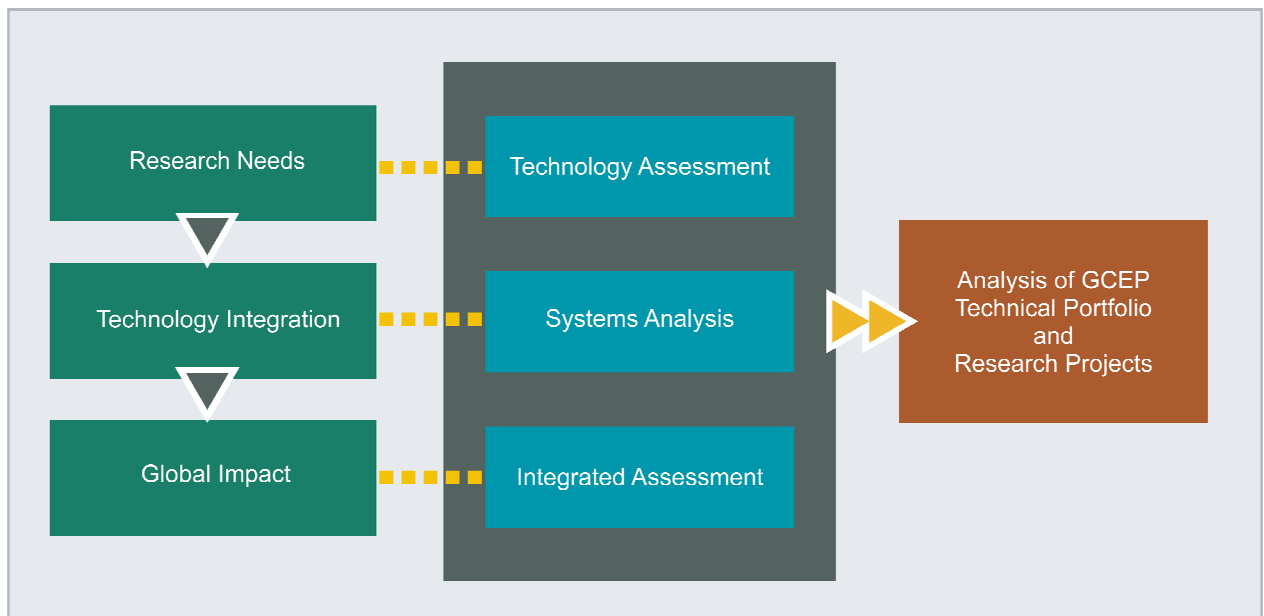 Research Needs
Technology Assessment
Technology Integration
Systems Analysis
Global Impact
Integrated Assessment
Analysis of GCEP
Technical Portfolio
and
Research Projects